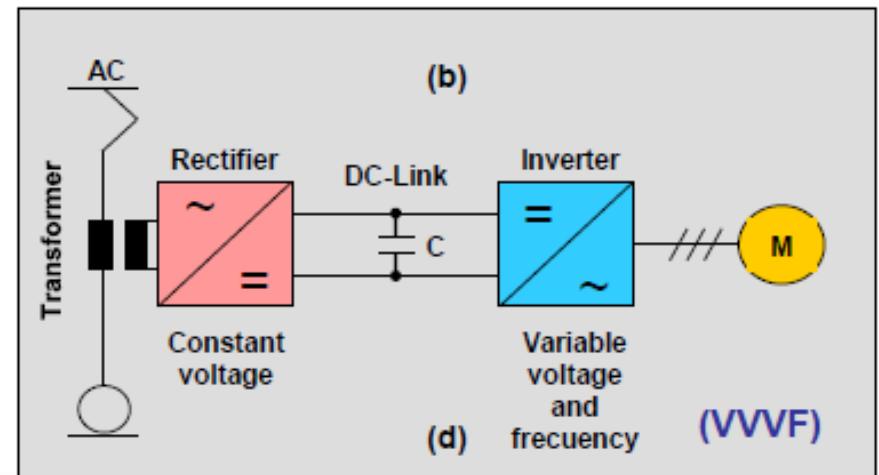 AC
(b)
Transformer
Rectifier
DC-Link
Inverter
~
=
C
=
~
M
Constant
voltage
Variable
voltage
and
frecuency
(d)
(VVVF)